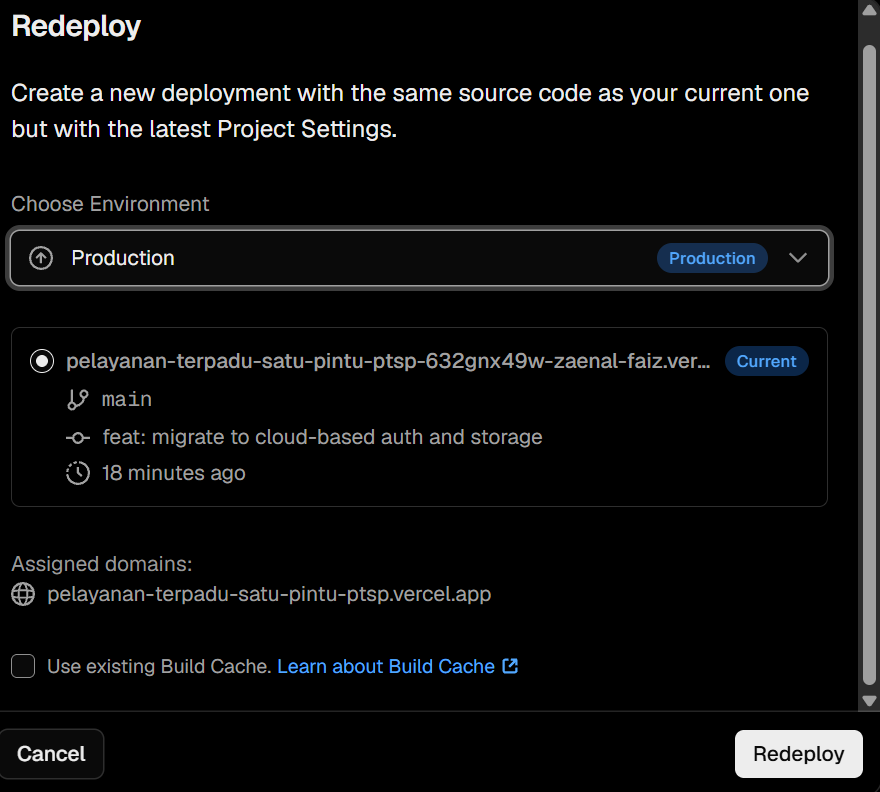 Redeploy
Create a new deployment with the same source code as your current one
but with the latest Project Settings.
Choose Environment
Production Production
pelayanan-terpadu-satu-pintu-ptsp-632gnx49w-zaenal-faiz.ver... Current
main
feat: migrate to cloud-based auth and storage
18 minutes ago
Assigned domains:
pelayanan-terpadu-satu-pintu-ptsp.vercel.app
Use existing Build Cache. Learn about Build Cache
Cancel Redeploy